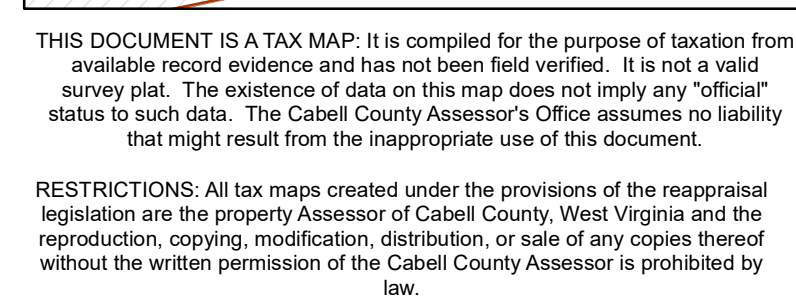 THIS DOCUMENT IS A TAX MAP: It is compiled for the purpose of taxation from
available record evidence and has not been field verified.  It is not a valid
survey plat.  The existence of data on this map does not imply any "official"
status to such data.  The Cabell County Assessor's Office assumes no liability
that might result from the inappropriate use of this document.
RESTRICTIONS: All tax maps created under the provisions of the reappraisal
legislation are the property Assessor of Cabell County, West Virginia and the
reproduction, copying, modification, distribution, or sale of any copies thereof
without the written permission of the Cabell County Assessor is prohibited by
law.